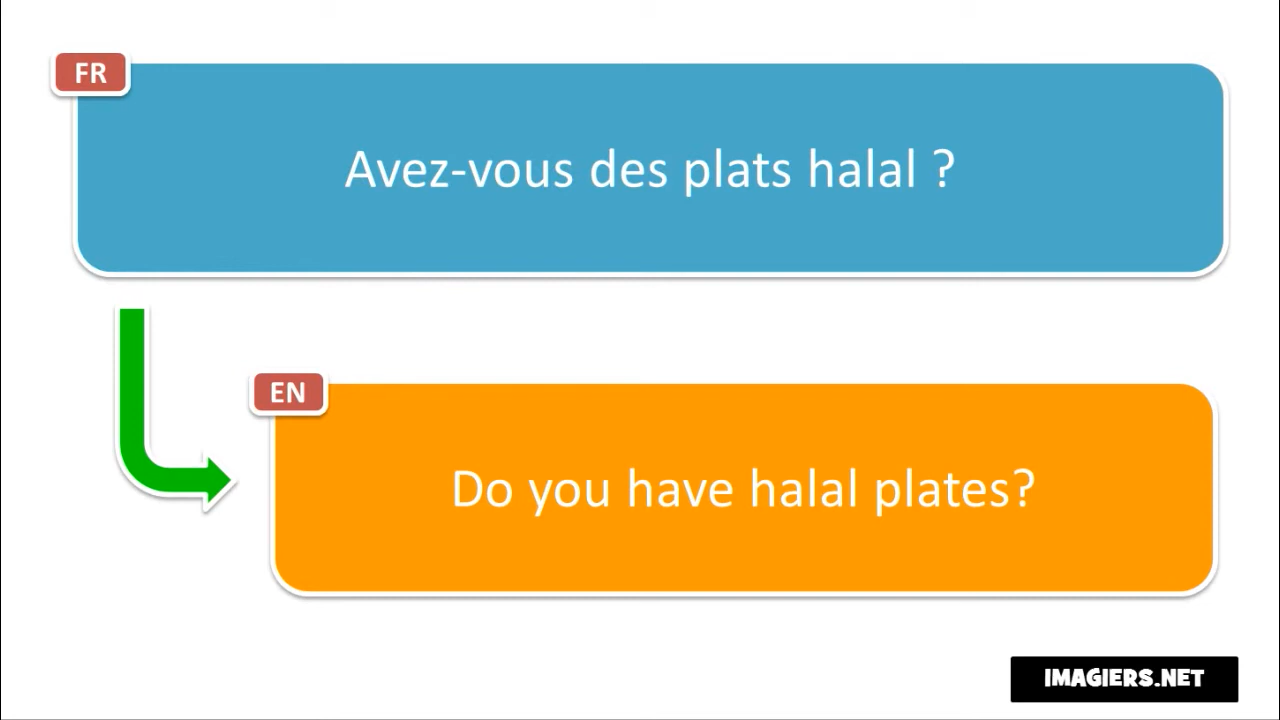 FR
Avez-vous des plats halal ?
EN
Do you have halal plates?
IMAGIERS.NET